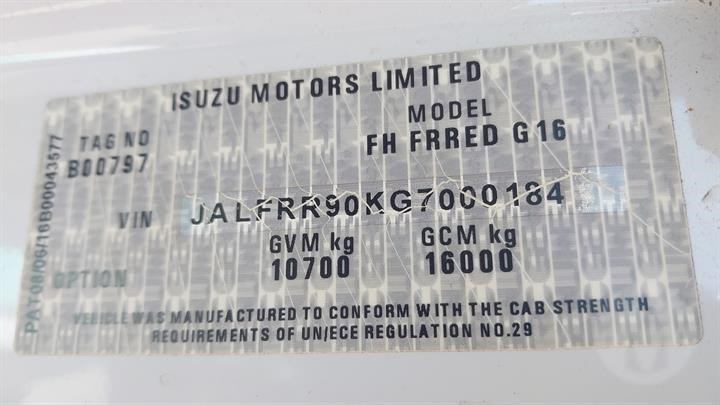 ISUZU MOTORS LIMITED
TAG NO
B00797
MODEL
FH FRRED G16
VIN
JALFRR90KG7000184
GVM kg
10700
GCM kg
16000
OPTION
VEHICLE WAS MANUFACTURED TO CONFORM WITH THE CAB STRENGTH
REQUIREMENTS OF UN/ECE REGULATION NO.29
PAT08/06/16B00043577